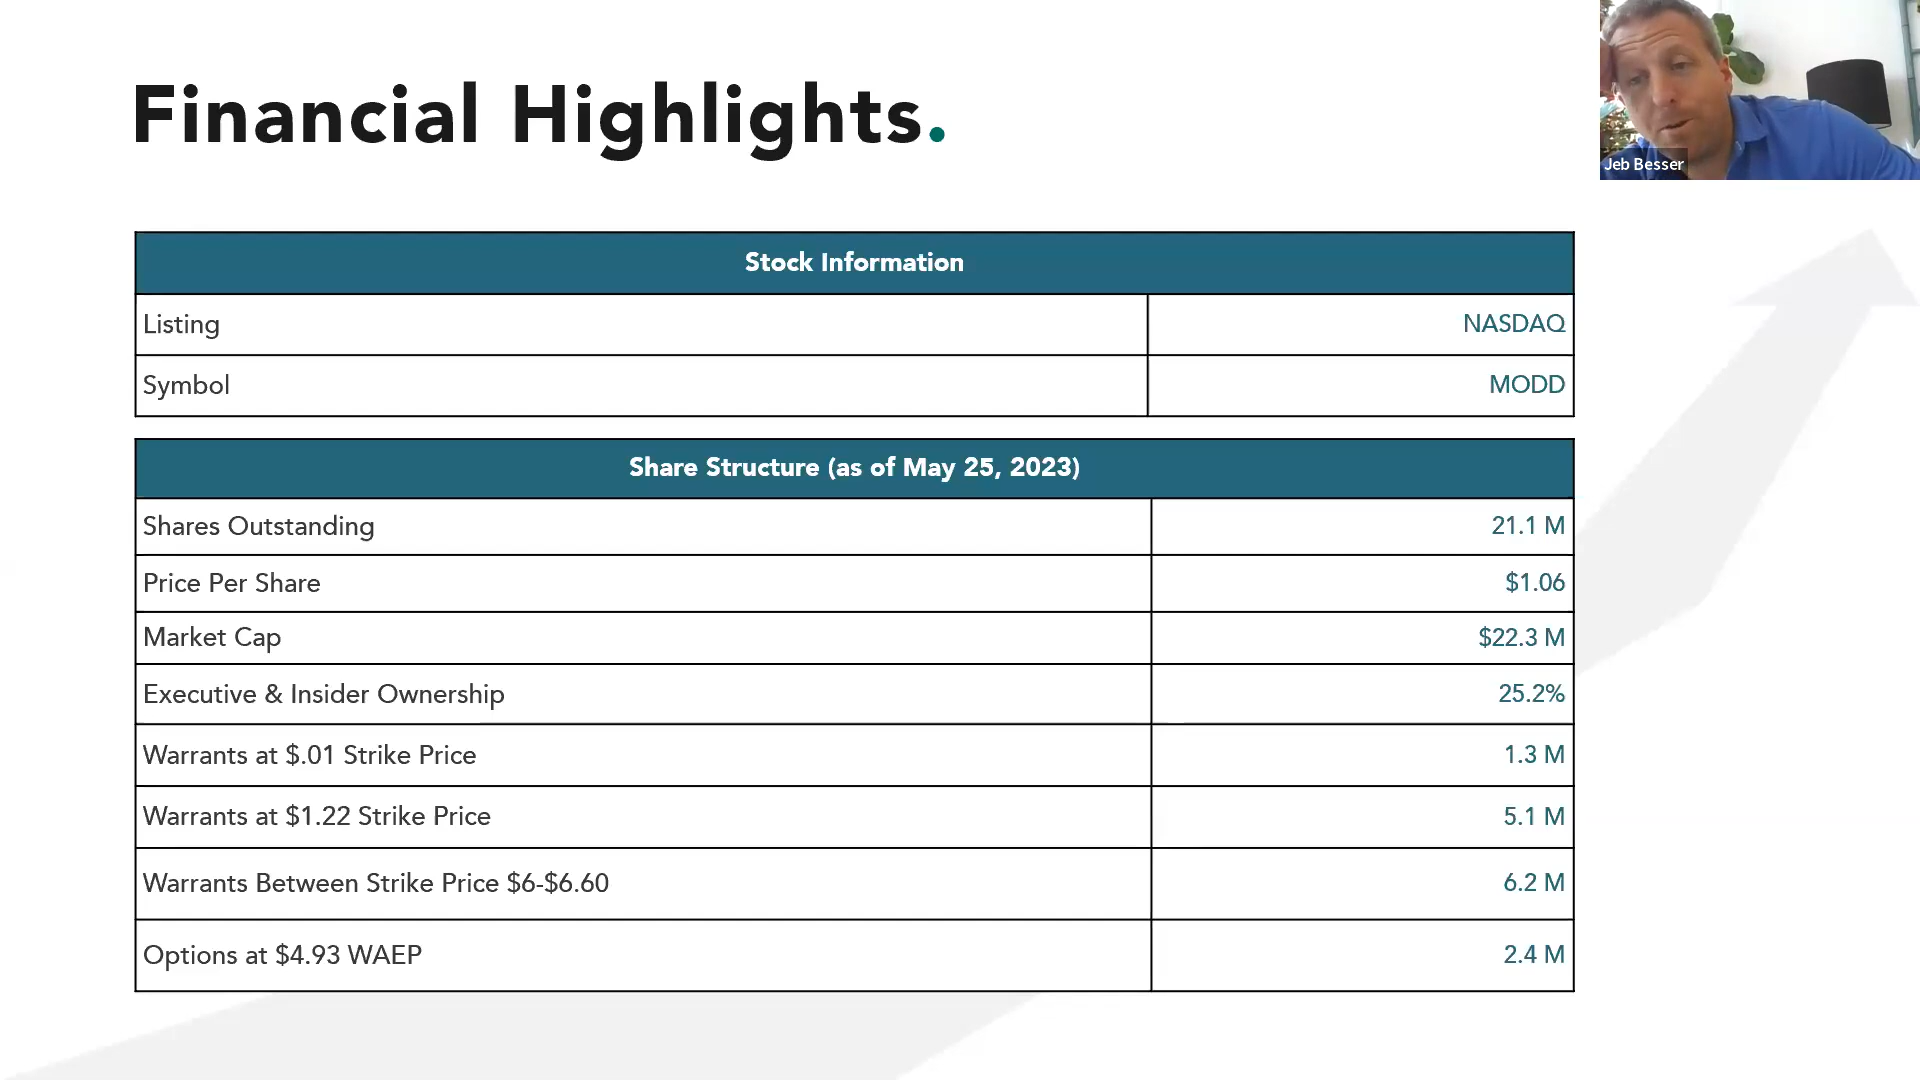 Financial Highlights.
Jeb Besser
Stock Information
Listing NASDAQ
Symbol MODD
Share Structure (as of May 25, 2023)
Shares Outstanding 21.1 M
Price Per Share $1.06
Market Cap $22.3 M
Executive & Insider Ownership 25.2%
Warrants at $.01 Strike Price 1.3 M
Warrants at $1.22 Strike Price 5.1 M
Warrants Between Strike Price $6-$6.60 6.2 M
Options at $4.93 WAEP 2.4 M